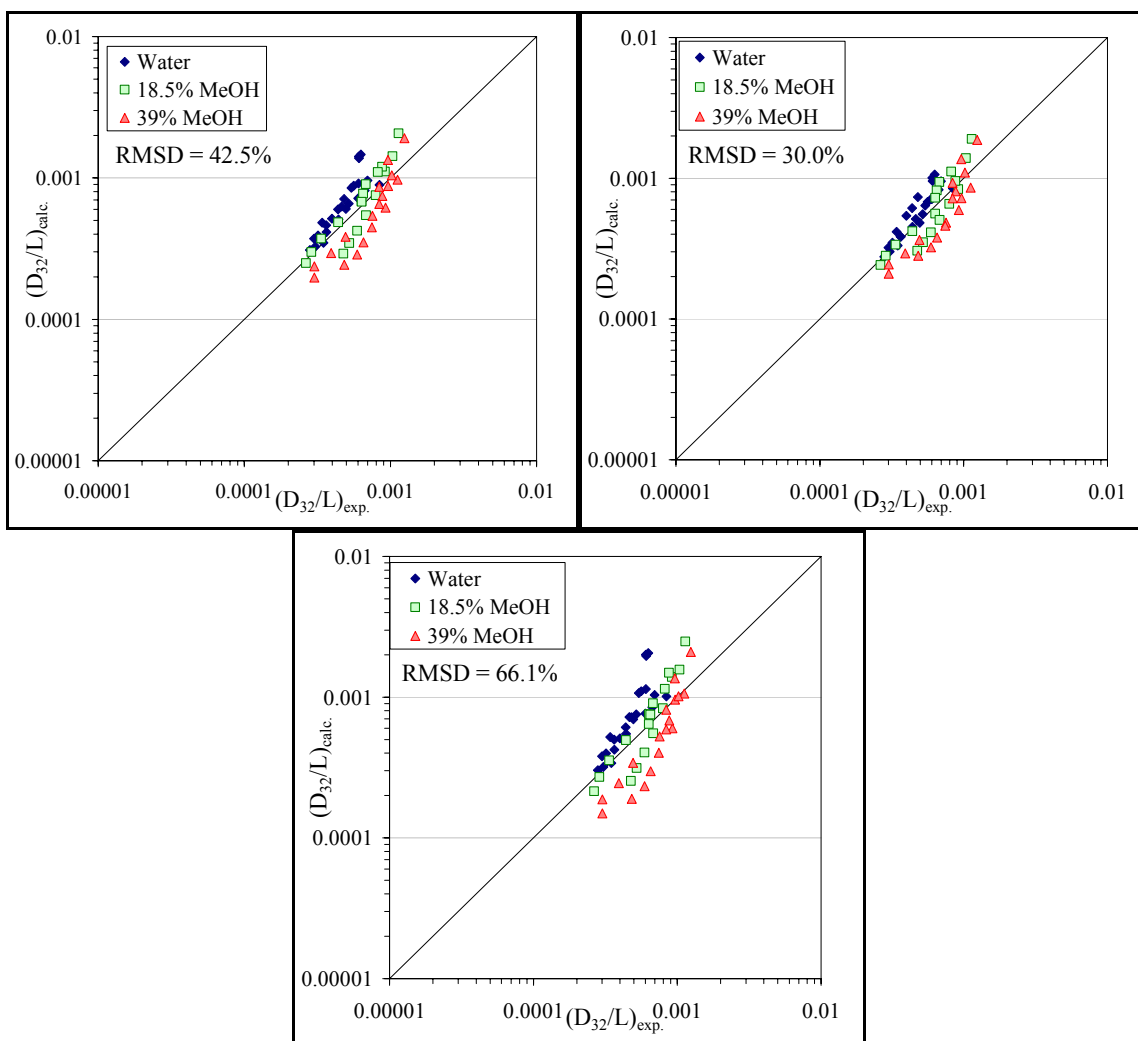 0.01
Water
18.5% MeOH
39% MeOH
RMSD = 42.5%
0.001
(D32/L)calc.
0.0001
0.00001
0.00001
0.0001
0.001
0.01
(D32/L)exp.
0.01
Water
18.5% MeOH
39% MeOH
RMSD = 30.0%
0.001
(D32/L)calc.
0.0001
0.00001
0.00001
0.0001
0.001
0.01
(D32/L)exp.
0.01
Water
18.5% MeOH
39% MeOH
RMSD = 66.1%
0.001
(D32/L)calc.
0.0001
0.00001
0.00001
0.0001
0.001
0.01
(D32/L)exp.